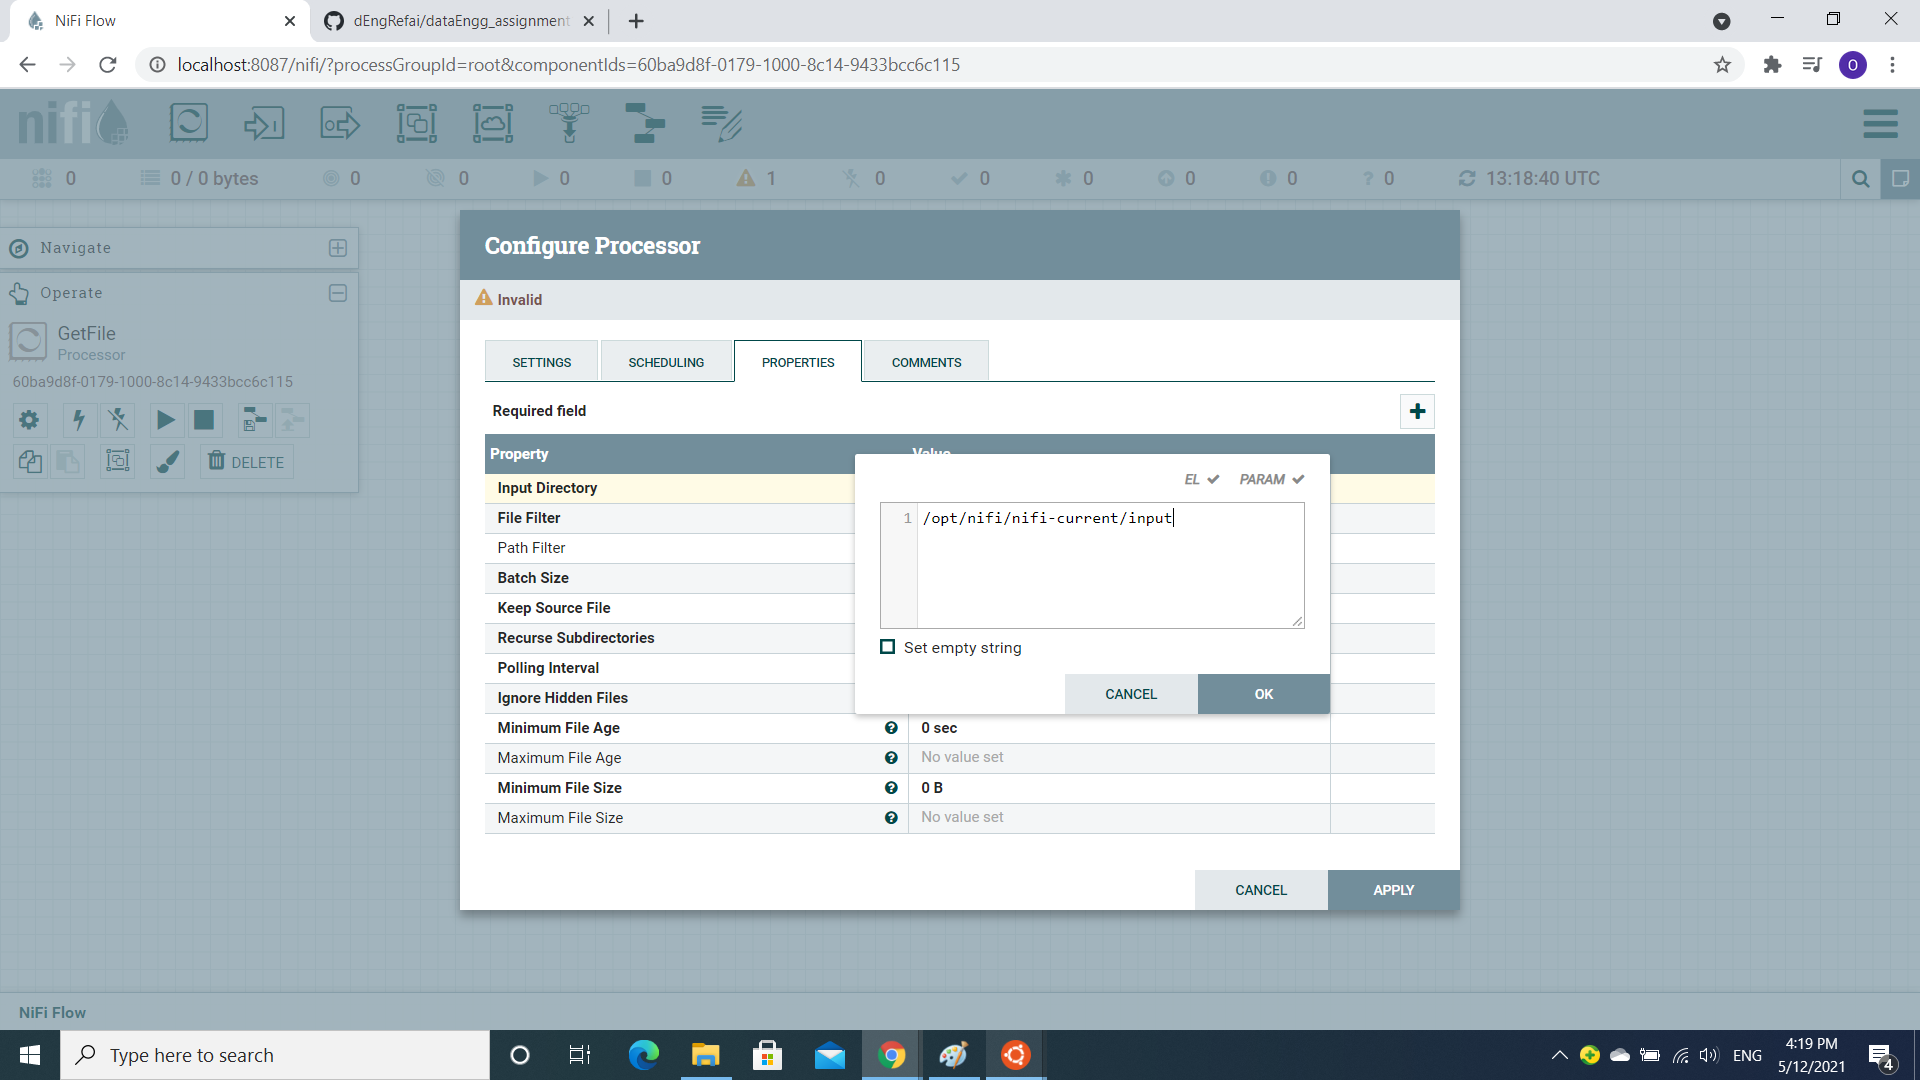 NiFi Flow
dEngRefai/dataEngg_assignment
localhost:8087/nifi/?processGroupId=root&componentIds=60ba9d8f-0179-1000-8c14-9433bcc6c115
O
nifi
0
0 / 0 bytes
0
0
0
0
1
0
0
0
0
0
0
13:18:40 UTC
Navigate
Operate
GetFile
Processor
60ba9d8f-0179-1000-8c14-9433bcc6c115
DELETE
Configure Processor
Invalid
SETTINGS
SCHEDULING
PROPERTIES
COMMENTS
Required field
Property
Value
Input Directory
File Filter
Path Filter
Batch Size
Keep Source File
Recurse Subdirectories
Polling Interval
Ignore Hidden Files
Minimum File Age
0 sec
Maximum File Age
No value set
Minimum File Size
0 B
Maximum File Size
No value set
EL
PARAM
1
/opt/nifi/nifi-current/input
Set empty string
CANCEL
OK
CANCEL
APPLY
NiFi Flow
Type here to search
ENG
4:19 PM
5/12/2021
4